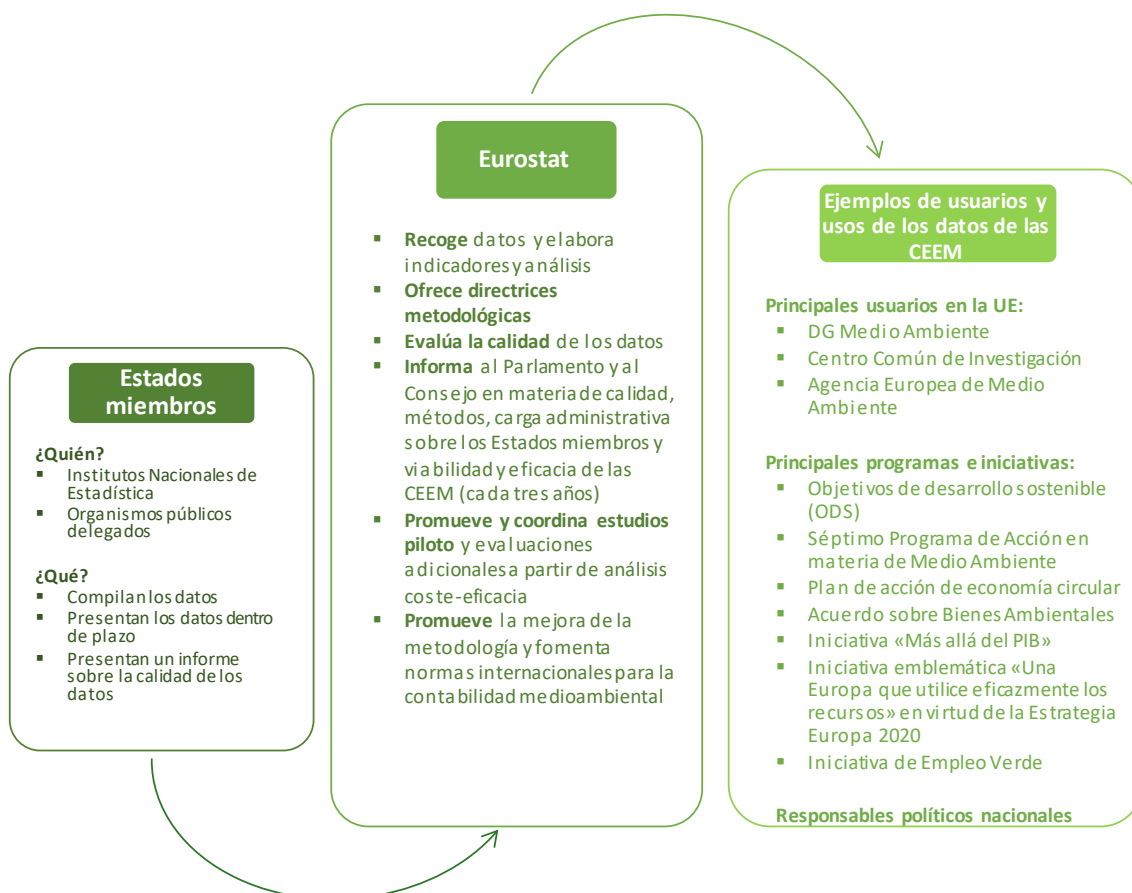 Estados
miembros
¿Quién?
▪ Institutos Nacionales de
Estadística
▪ Organismos públicos
delegados
¿Qué?
▪ Compilan los datos
▪ Presentan los datos dentro
de plazo
▪ Presentan un informe
sobre la calidad de los
datos
Eurostat
▪ Recoge datos y elabora
indicadores y análisis
▪ Ofrece directrices
metodológicas
▪ Evalúa la calidad de los datos
▪ Informa al Parlamento y al
Consejo en materia de calidad,
métodos, carga administrativa
sobre los Estados miembros y
viabilidad y eficacia de las
CEEM (cada tres años)
▪ Promueve y coordina estudios
piloto y evaluaciones
adicionales a partir de análisis
coste-eficacia
▪ Promueve la mejora de la
metodología y fomenta
normas internacionales para la
contabilidad medioambiental
Ejemplos de usuarios y
usos de los datos de las
CEEM
Principales usuarios en la UE:
▪ DG Medio Ambiente
▪ Centro Común de Investigación
▪ Agencia Europea de Medio
Ambiente
Principales programas e iniciativas:
▪ Objetivos de desarrollo sostenible
(ODS)
▪ Séptimo Programa de Acción en
materia de Medio Ambiente
▪ Plan de acción de economía circular
▪ Acuerdo sobre Bienes Ambientales
▪ Iniciativa «Más allá del PIB»
▪ Iniciativa emblemática «Una
Europa que utilice eficazmente los
recursos» en virtud de la Estrategia
Europa 2020
▪ Iniciativa de Empleo Verde
Responsables políticos nacionales